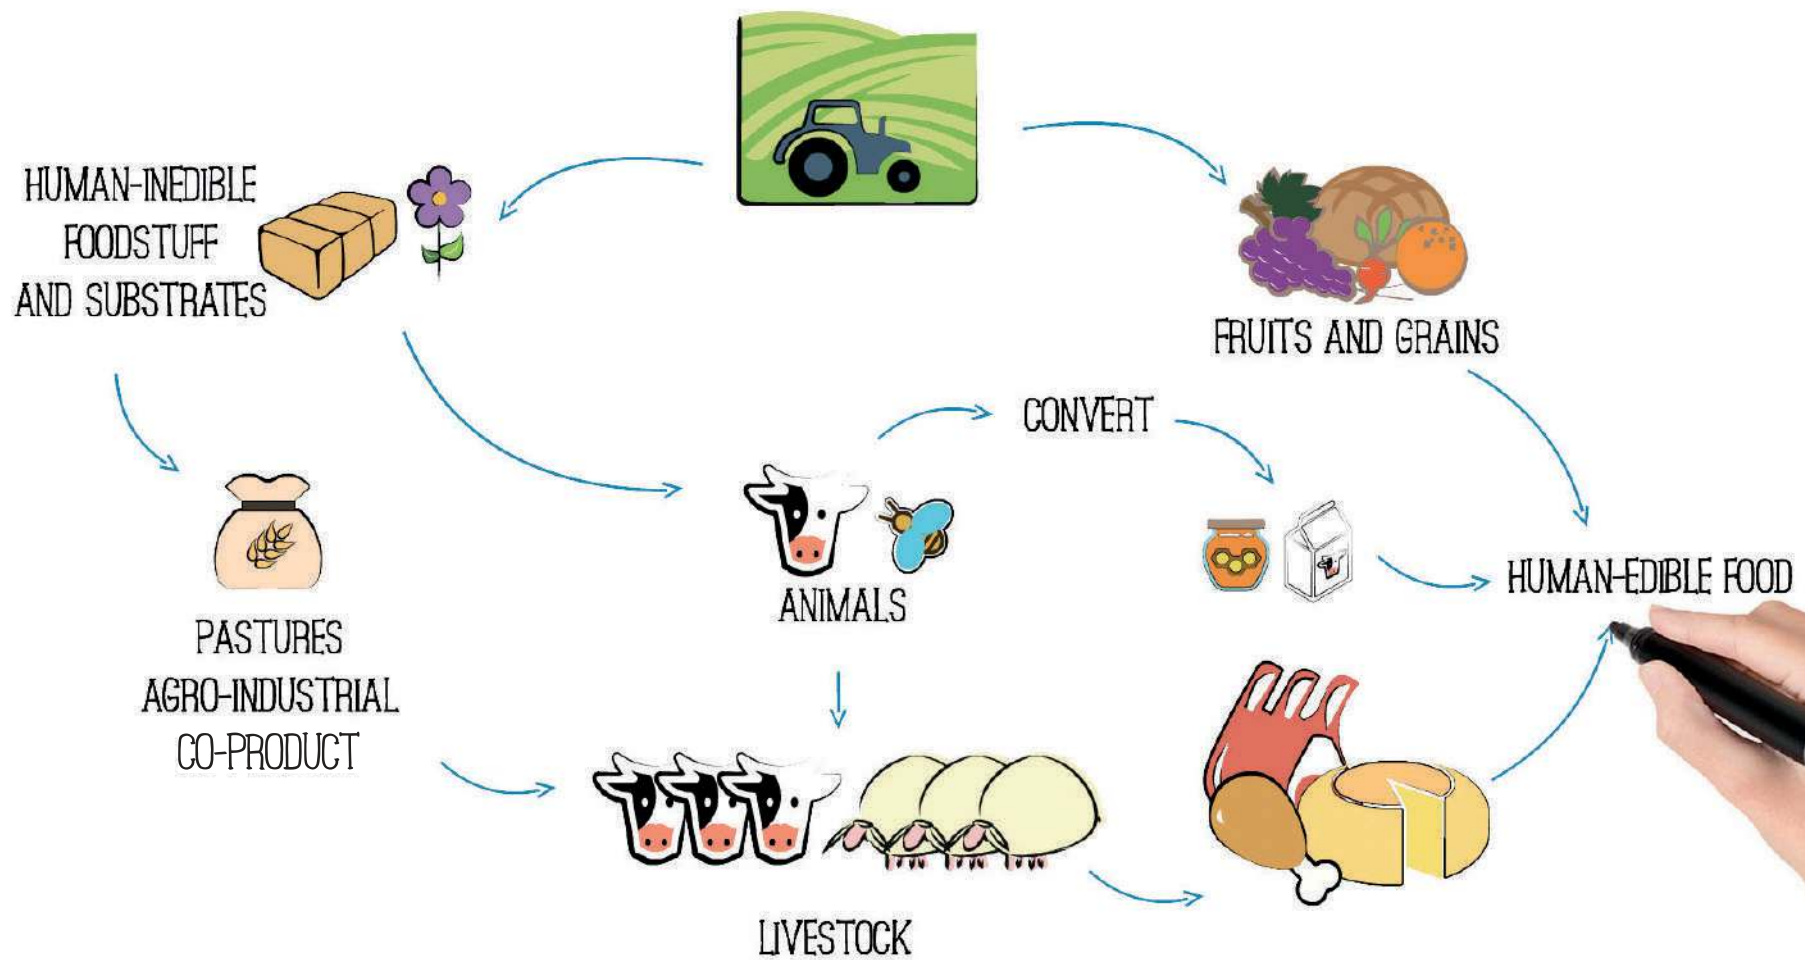 HUMAN-INEDIBLE
FOODSTUFF
AND SUBSTRATES
FRUITS AND GRAINS
CONVERT
ANIMALS
HUMAN-EDIBLE FOOD
PASTURES
AGRO-INDUSTRIAL
CO-PRODUCT
LIVESTOCK